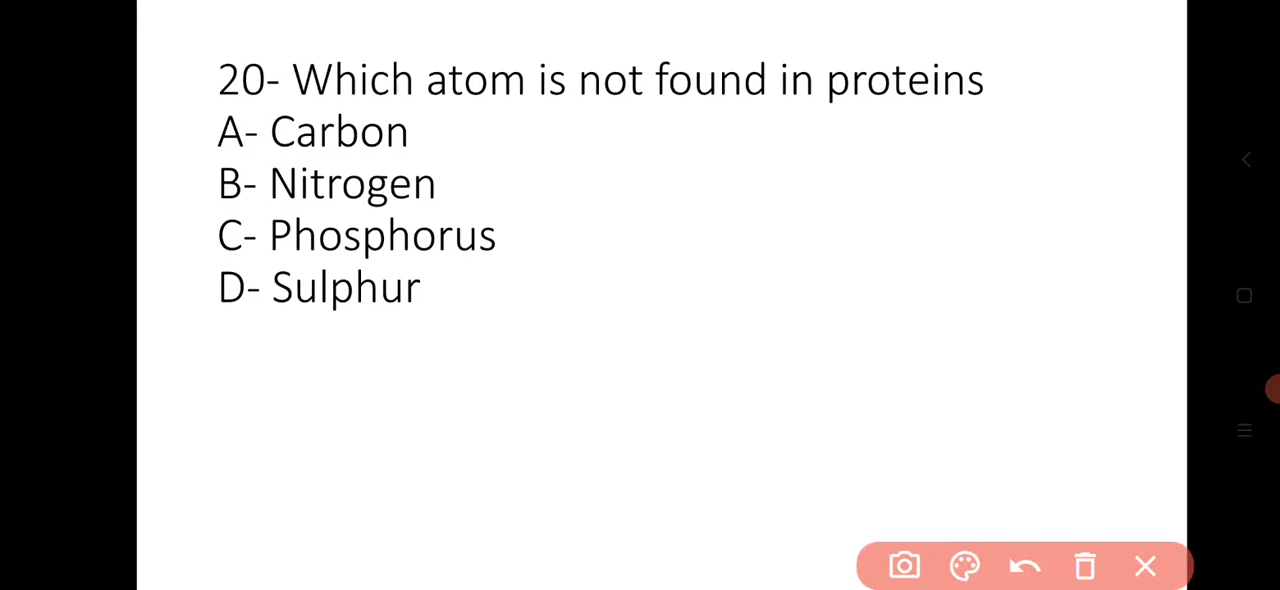 20- Which atom is not found in proteins
A- Carbon
B- Nitrogen
C- Phosphorus
D- Sulphur